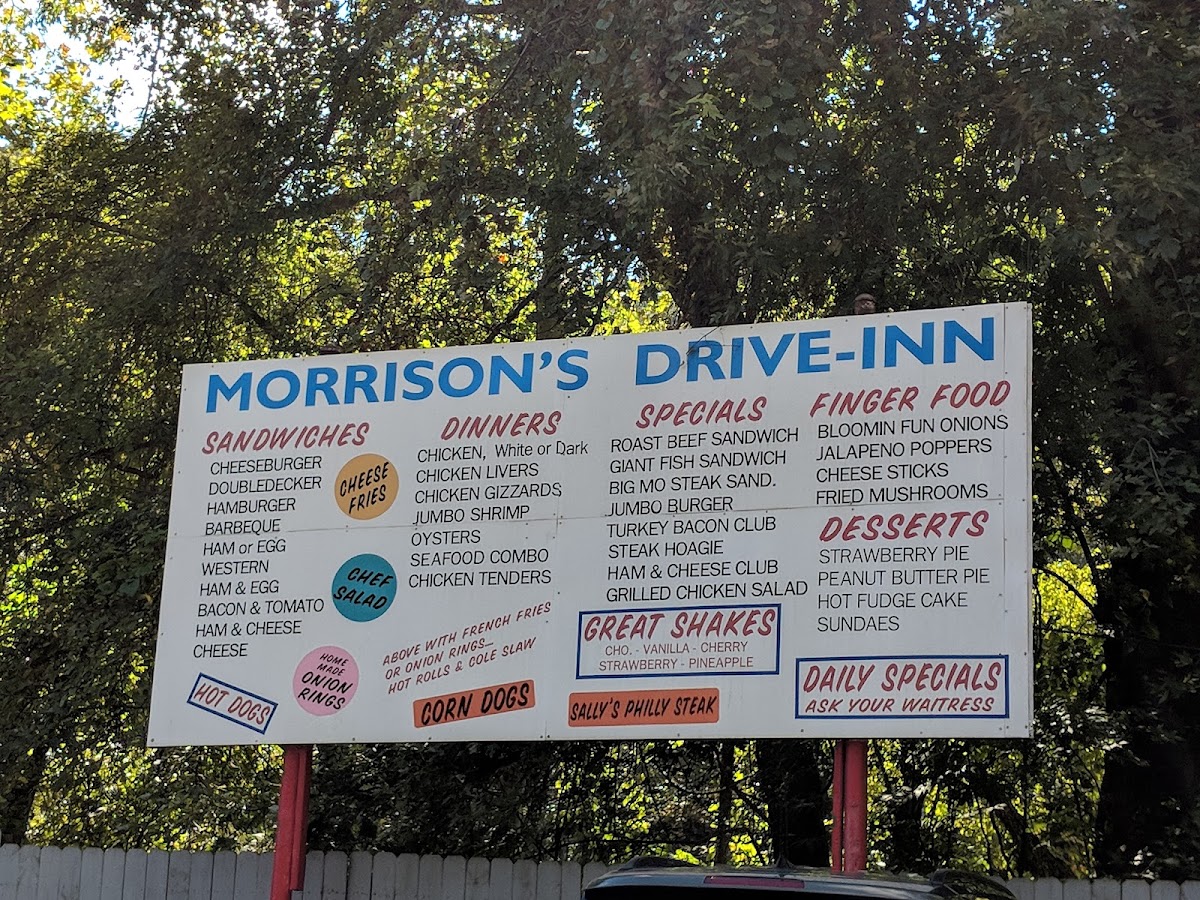 MORRISON'S DRIVE-INN
SANDWICHES
CHEESEBURGER
DOUBLEDECKER
HAMBURGER
BARBEQUE
HAM or EGG
WESTERN
HAM & EGG
BACON & TOMATO
HAM & CHEESE
CHEESE
HOT DOGS
CHEESE
FRIES
CHEF
SALAD
HOME
MADE
ONION
RINGS
DINNERS
CHICKEN, White or Dark
CHICKEN LIVERS
CHICKEN GIZZARDS
JUMBO SHRIMP
OYSTERS
SEAFOOD COMBO
CHICKEN TENDERS
ABOVE WITH FRENCH FRIES
OR ONION RINGS
HOT ROLLS & COLE SLAW
CORN DOGS
SPECIALS
ROAST BEEF SANDWICH
GIANT FISH SANDWICH
BIG MO STEAK SAND.
JUMBO BURGER
TURKEY BACON CLUB
STEAK HOAGIE
HAM & CHEESE CLUB
GRILLED CHICKEN SALAD
GREAT SHAKES
CHO. - VANILLA - CHERRY
STRAWBERRY - PINEAPPLE
SALLY'S PHILLY STEAK
FINGER FOOD
BLOOMIN FUN ONIONS
JALAPENO POPPERS
CHEESE STICKS
FRIED MUSHROOMS
DESSERTS
STRAWBERRY PIE
PEANUT BUTTER PIE
HOT FUDGE CAKE
SUNDAES
DAILY SPECIALS
ASK YOUR WAITRESS